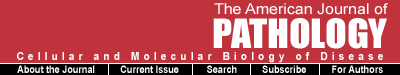 The American Journal of
PATHOLOGY
Cellular and Molecular Biology of Disease
About the Journal | Current Issue | Search | Subscribe | For Authors